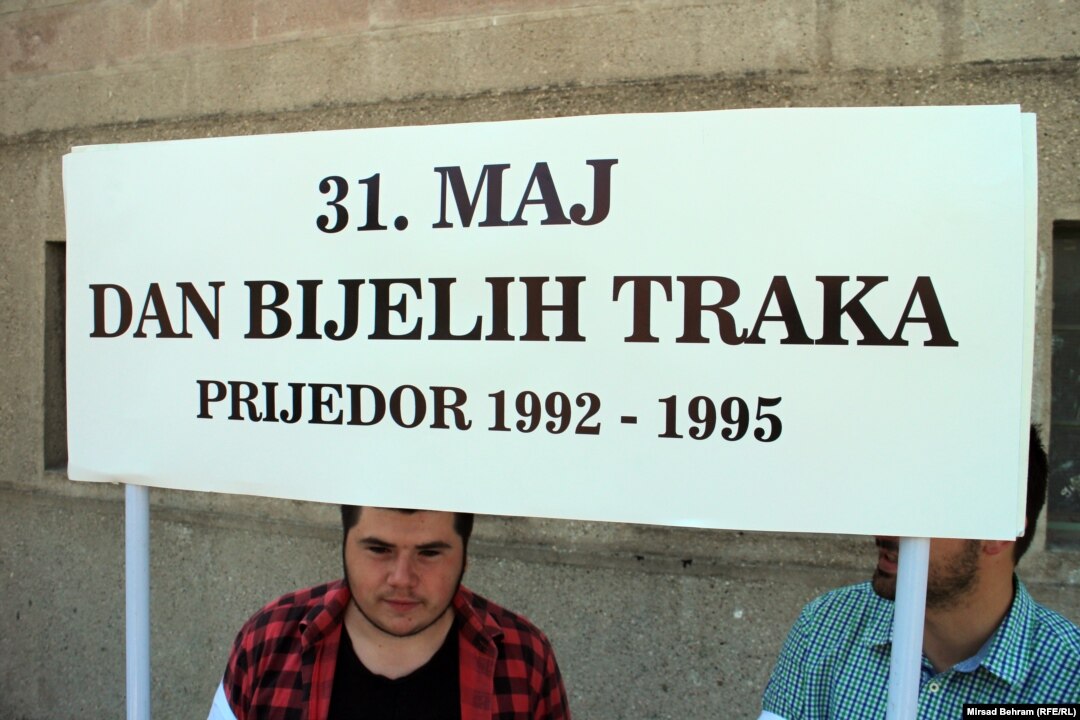 31. MAJ
DAN BIJELIH TRAKA
PRIJEDOR 1992 - 1995
Mirsad Behram (RFE/RL)